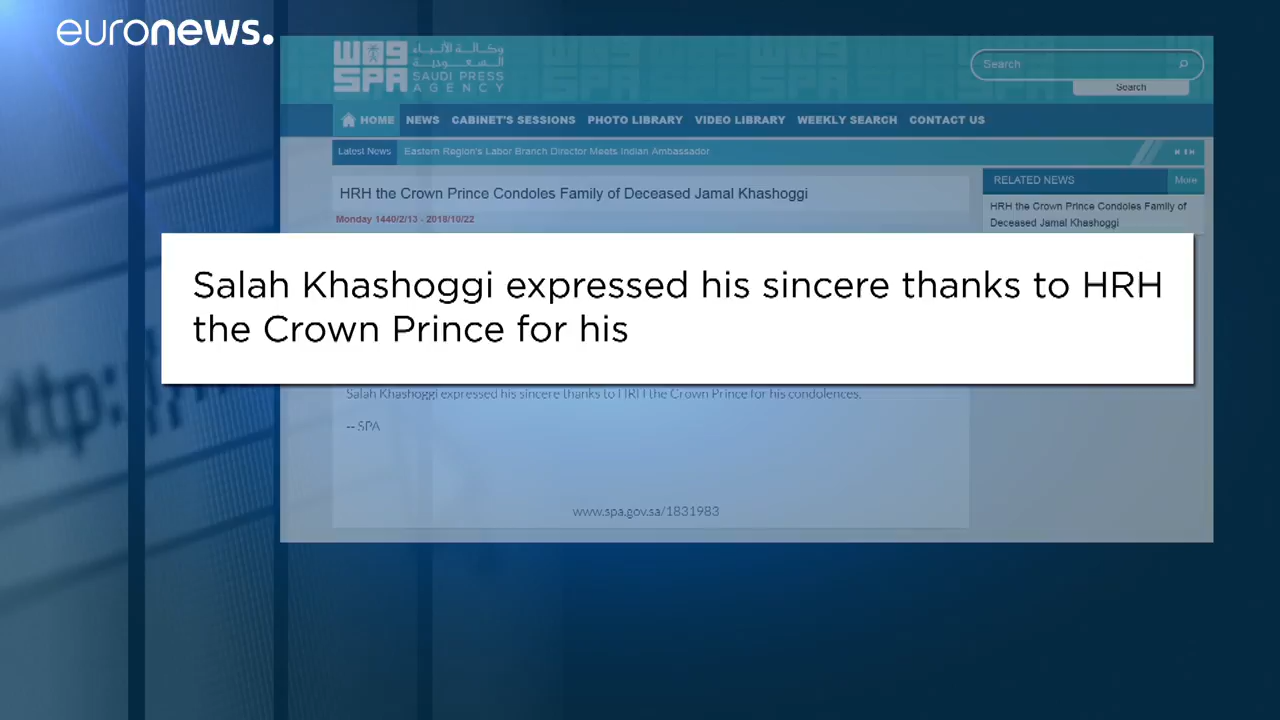 euronews.
وكالة الأنباء
السعودية
SPA
SAUDI PRESS
AGENCY
Search
Search
HOME NEWS CABINET'S SESSIONS PHOTO LIBRARY VIDEO LIBRARY WEEKLY SEARCH CONTACT US
Latest News Eastern Region's Labor Branch Director Meets Indian Ambassador
RELATED NEWS More
HRH the Crown Prince Condoles Family of Deceased Jamal Khashoggi
Monday 1440/2/13 - 2018/10/22
HRH the Crown Prince Condoles Family of
Deceased Jamal Khashoggi
Salah Khashoggi expressed his sincere thanks to HRH
the Crown Prince for his
Salah Khashoggi expressed his sincere thanks to HRH the Crown Prince for his condolences.
-- SPA
www.spa.gov.sa/1831983
http:/